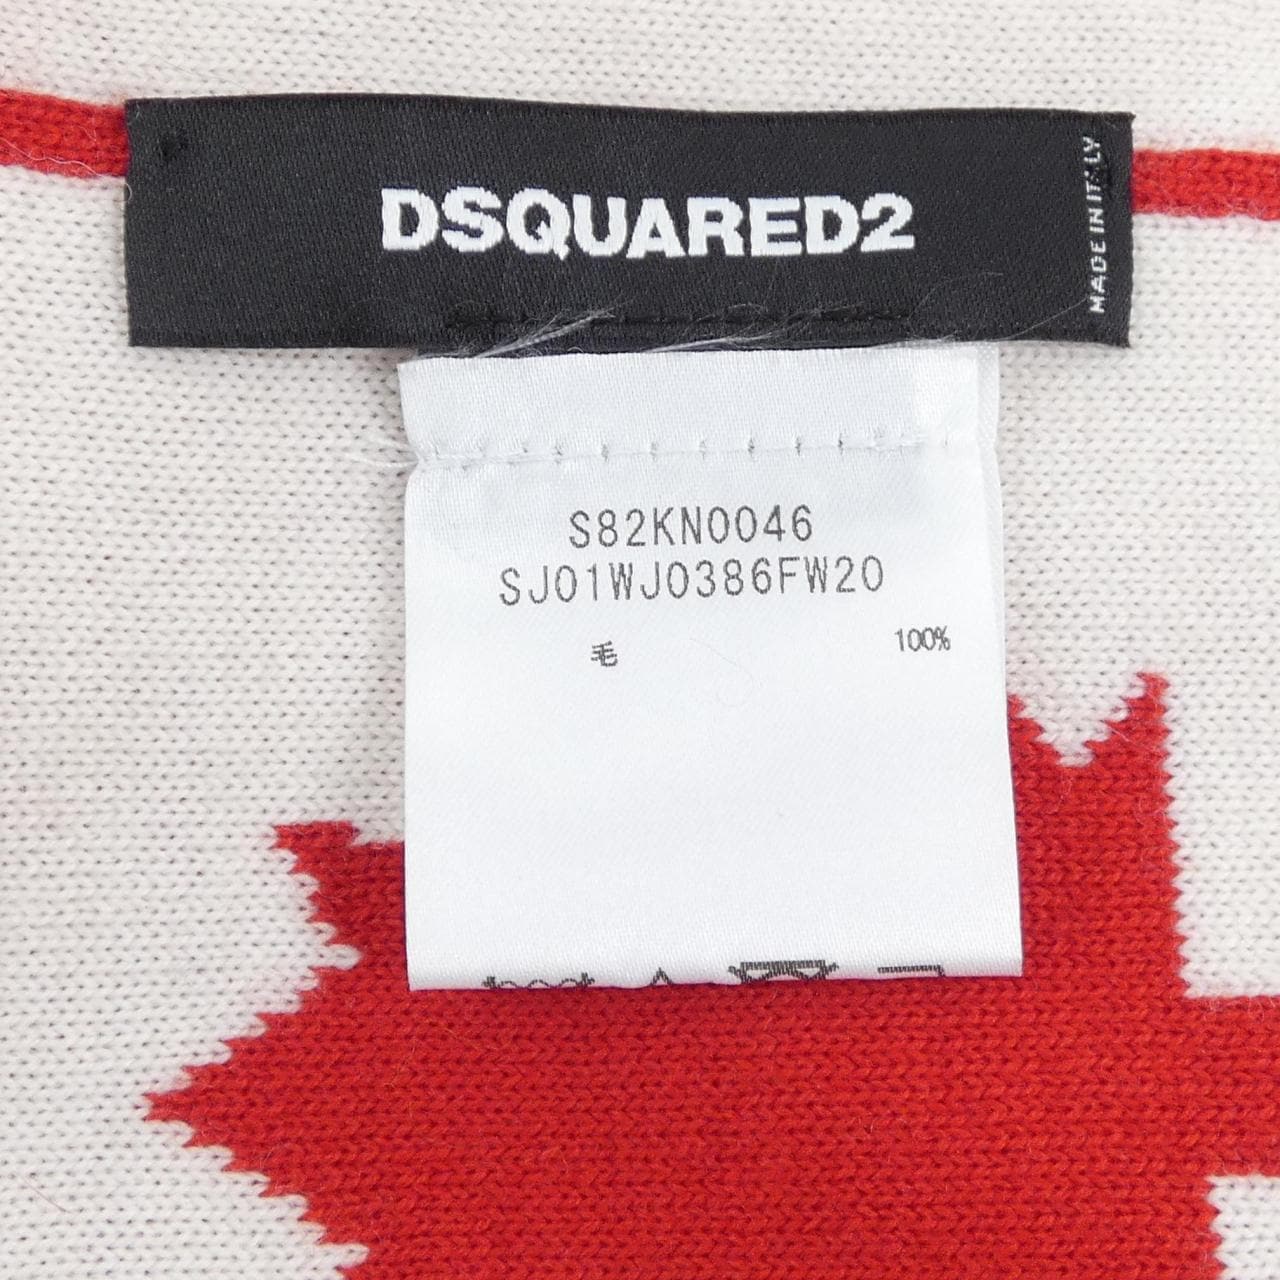 DSQUARED2
MADE IN ITALY
S82KN0046
SJ01WJ0386FW20
毛 100%